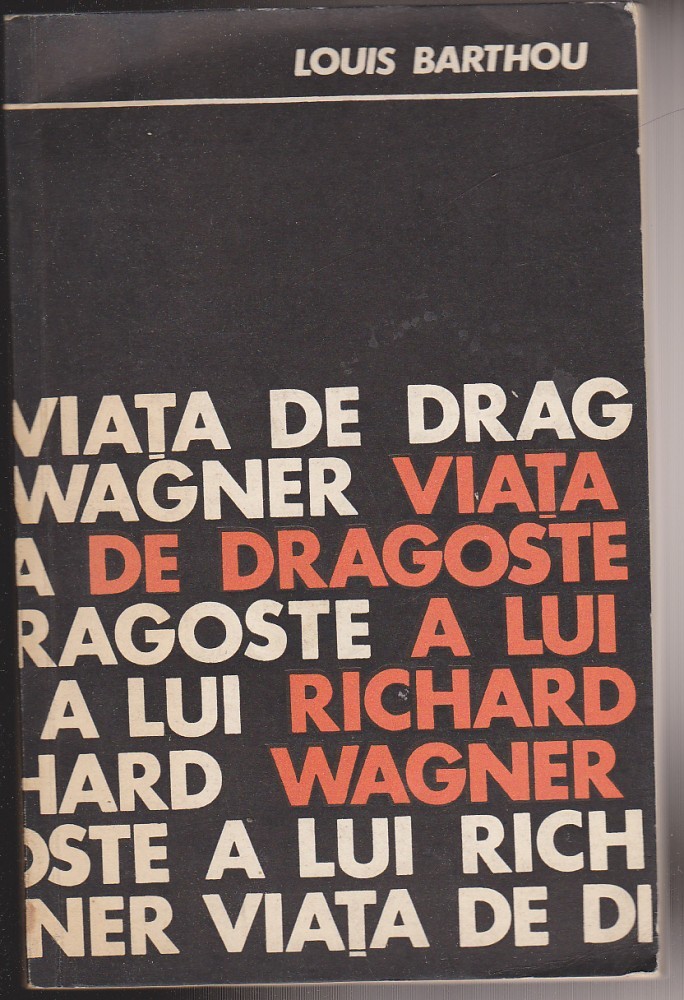 LOUIS BARTHOU
VIAȚA DE DRAG
WAGNER VIAȚA
A DE DRAGOSTE
RAGOSTE A LUI
A LUI RICHARD
HARD WAGNER
OSTE A LUI RICH
NER VIAȚA DE D